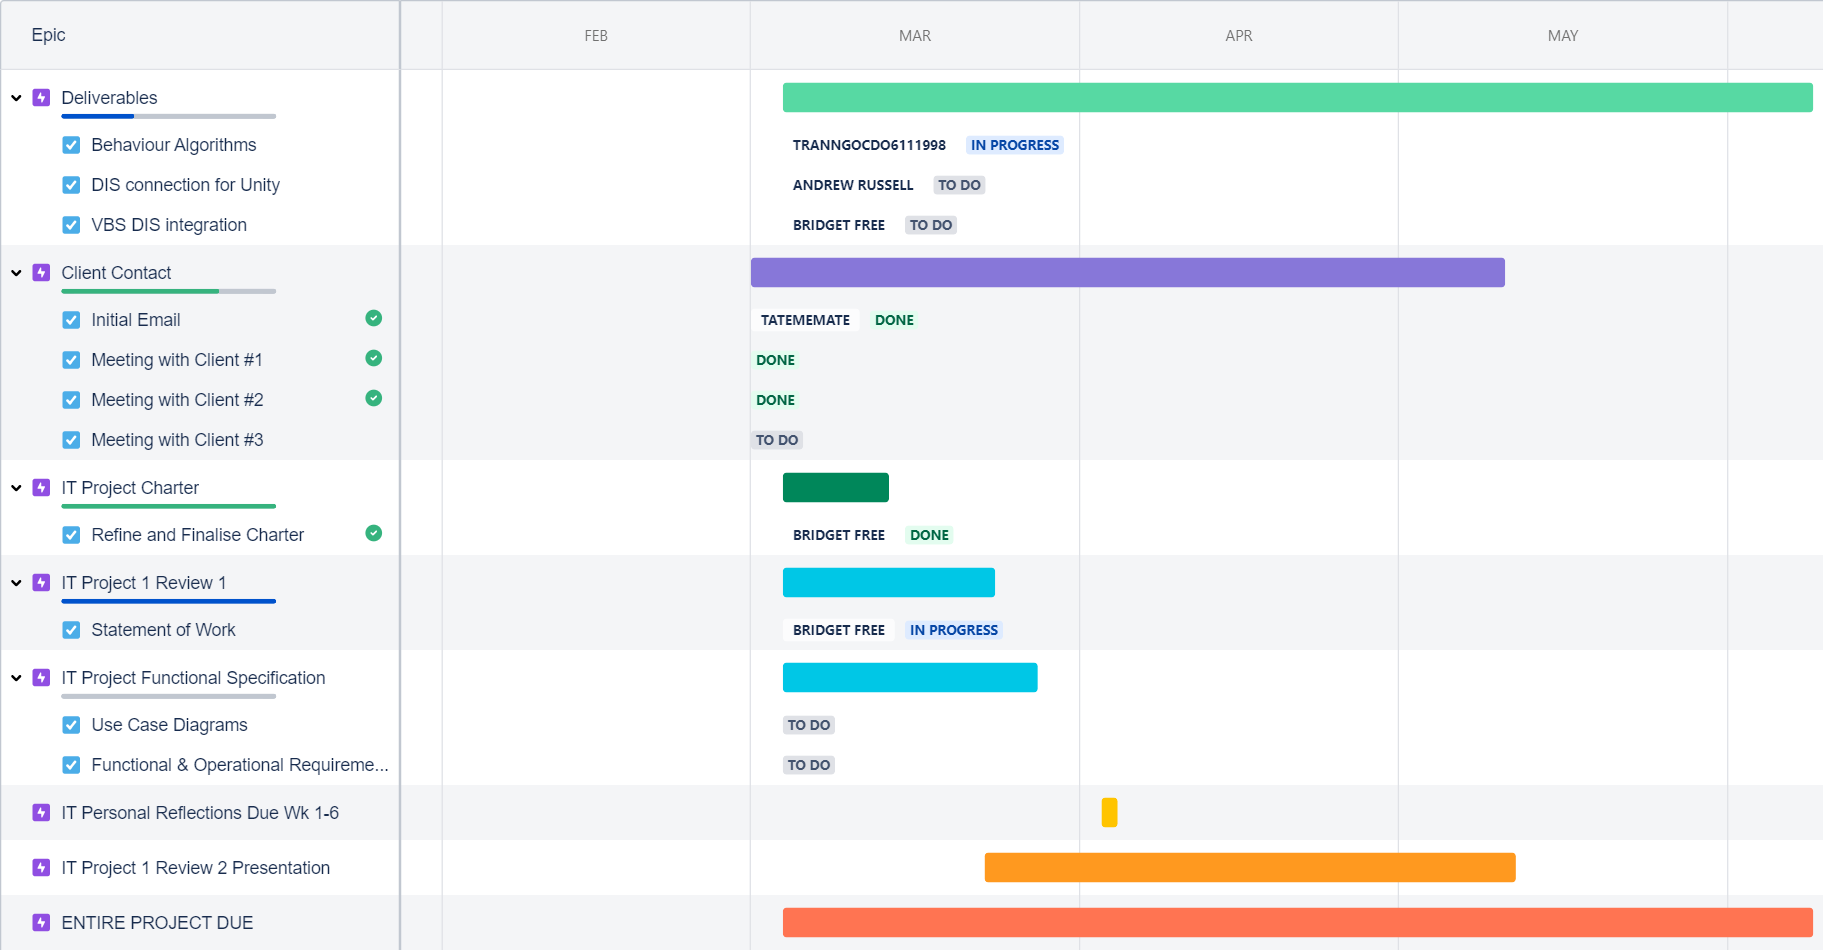 Epic FEB MAR APR MAY
Deliverables
Behaviour Algorithms TRANNGOCDO6111998 IN PROGRESS
DIS connection for Unity ANDREW RUSSELL TO DO
VBS DIS integration BRIDGET FREE TO DO
Client Contact
Initial Email TATEMEMATE DONE
Meeting with Client #1 DONE
Meeting with Client #2 DONE
Meeting with Client #3 TO DO
IT Project Charter
Refine and Finalise Charter BRIDGET FREE DONE
IT Project 1 Review 1
Statement of Work BRIDGET FREE IN PROGRESS
IT Project Functional Specification
Use Case Diagrams TO DO
Functional & Operational Requireme... TO DO
IT Personal Reflections Due Wk 1-6
IT Project 1 Review 2 Presentation
ENTIRE PROJECT DUE